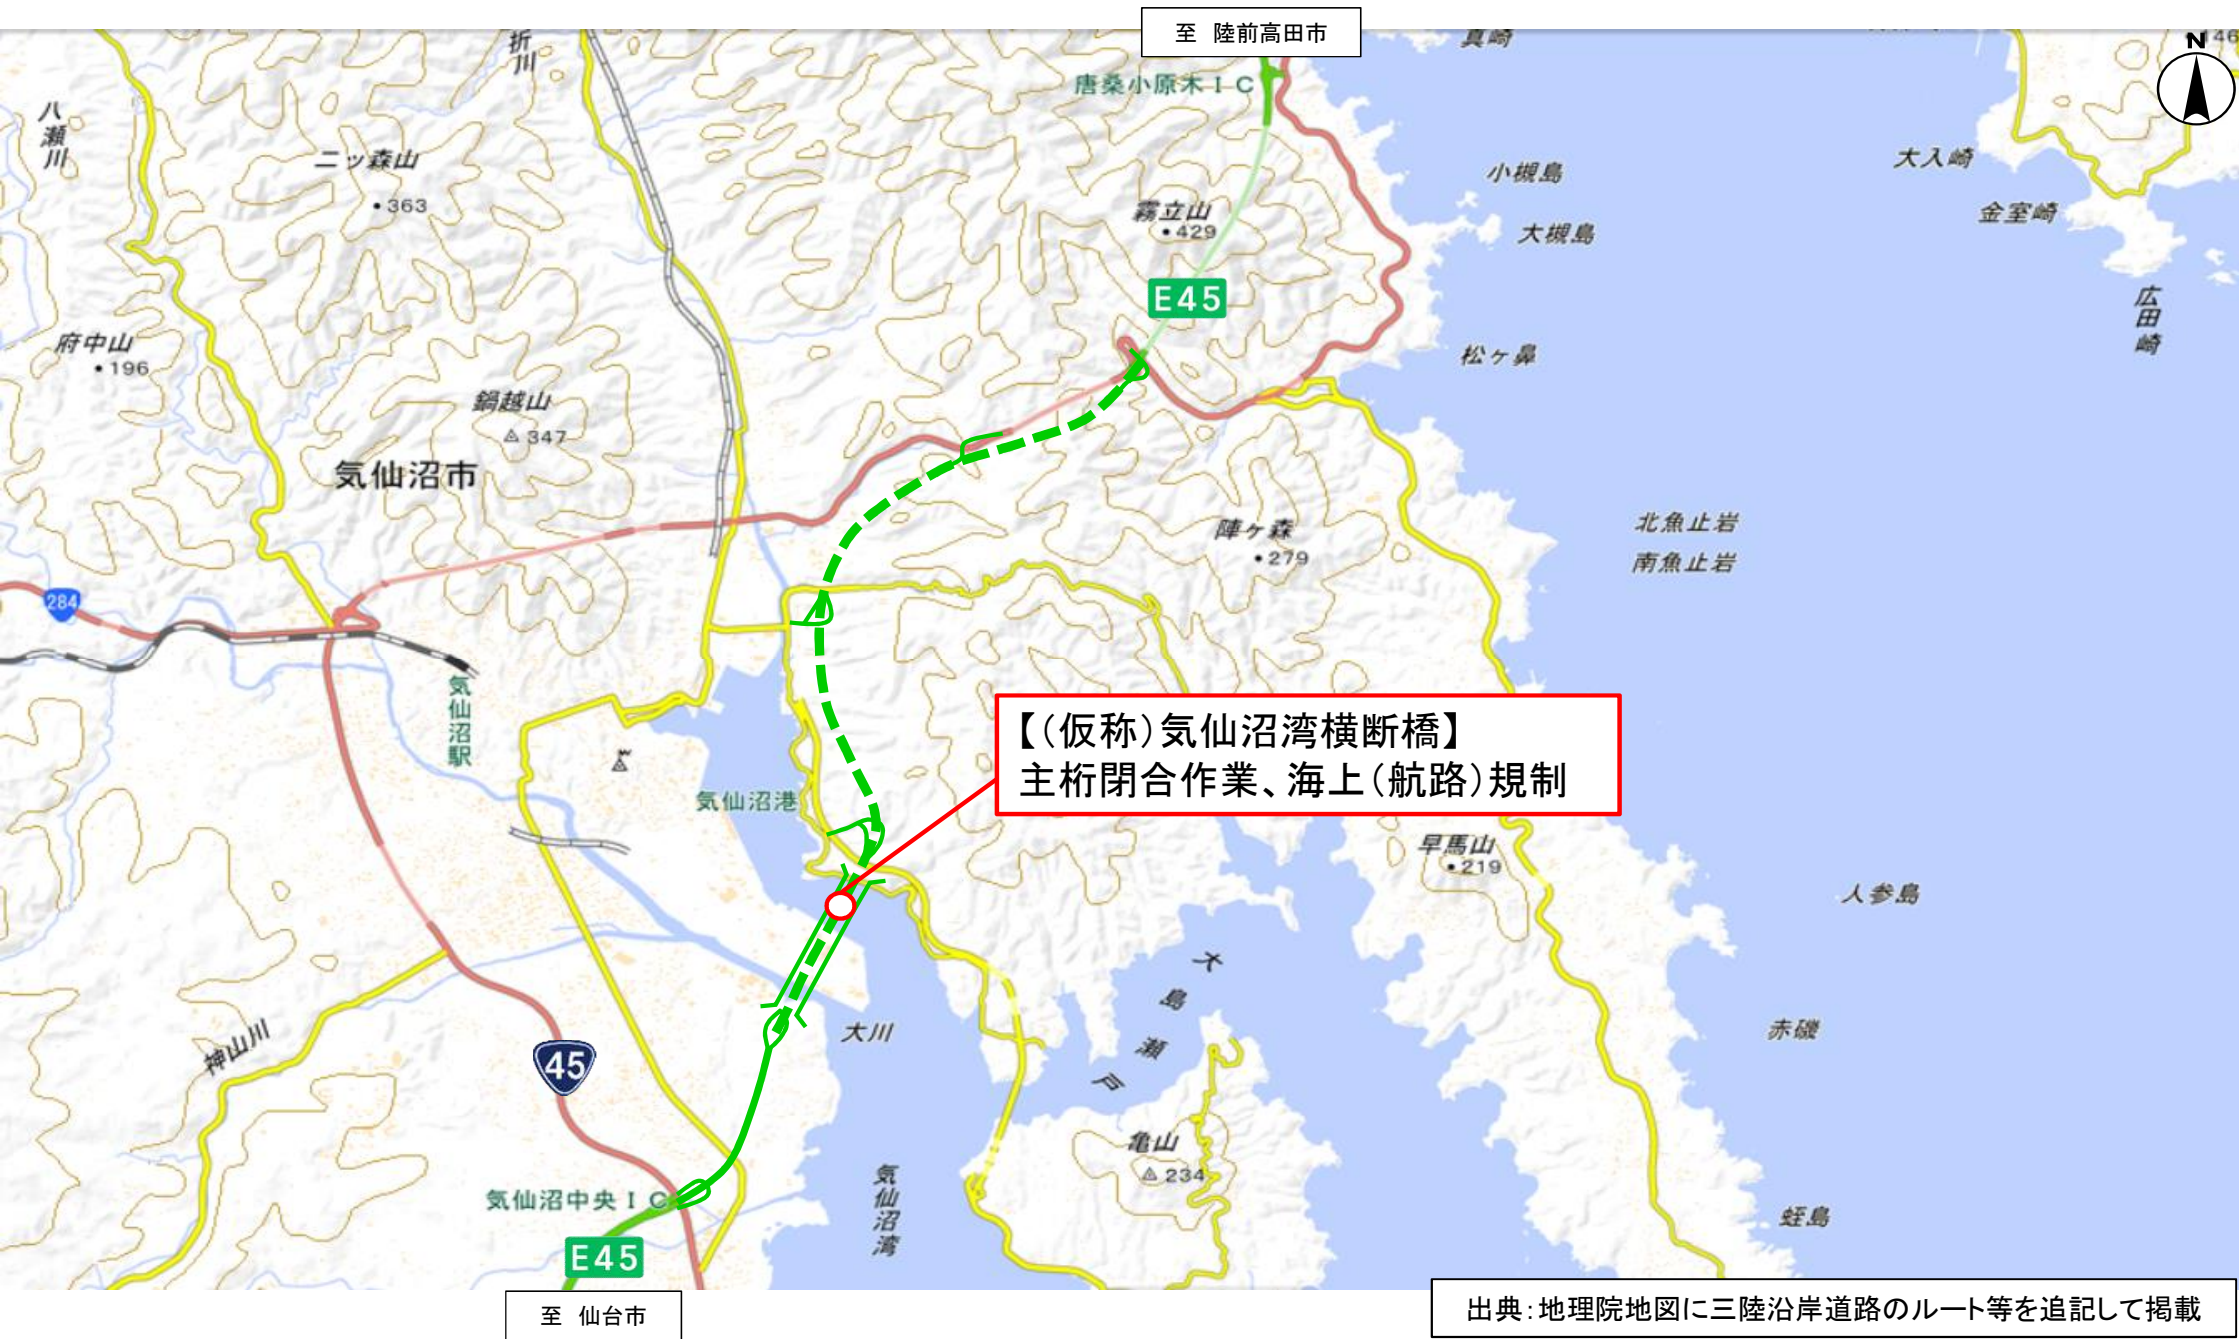 至 陸前高田市
真崎
N
146
折川
唐桑小原木IC
八瀬川
二ッ森山
363
小槻島
大入崎
霧立山
429
金室崎
大槻島
E45
広田崎
府中山
196
松ヶ鼻
鍋越山
347
気仙沼市
北魚止岩
陣ヶ森
279
南魚止岩
284
気仙沼駅
【(仮称)気仙沼湾横断橋】
主桁閉合作業、海上(航路)規制
気仙沼港
早馬山
219
人参島
大島瀬戸
大川
赤磯
神山川
45
亀山
234
気仙沼湾
気仙沼中央IC
蛭島
E45
至 仙台市
出典:地理院地図に三陸沿岸道路のルート等を追記して掲載